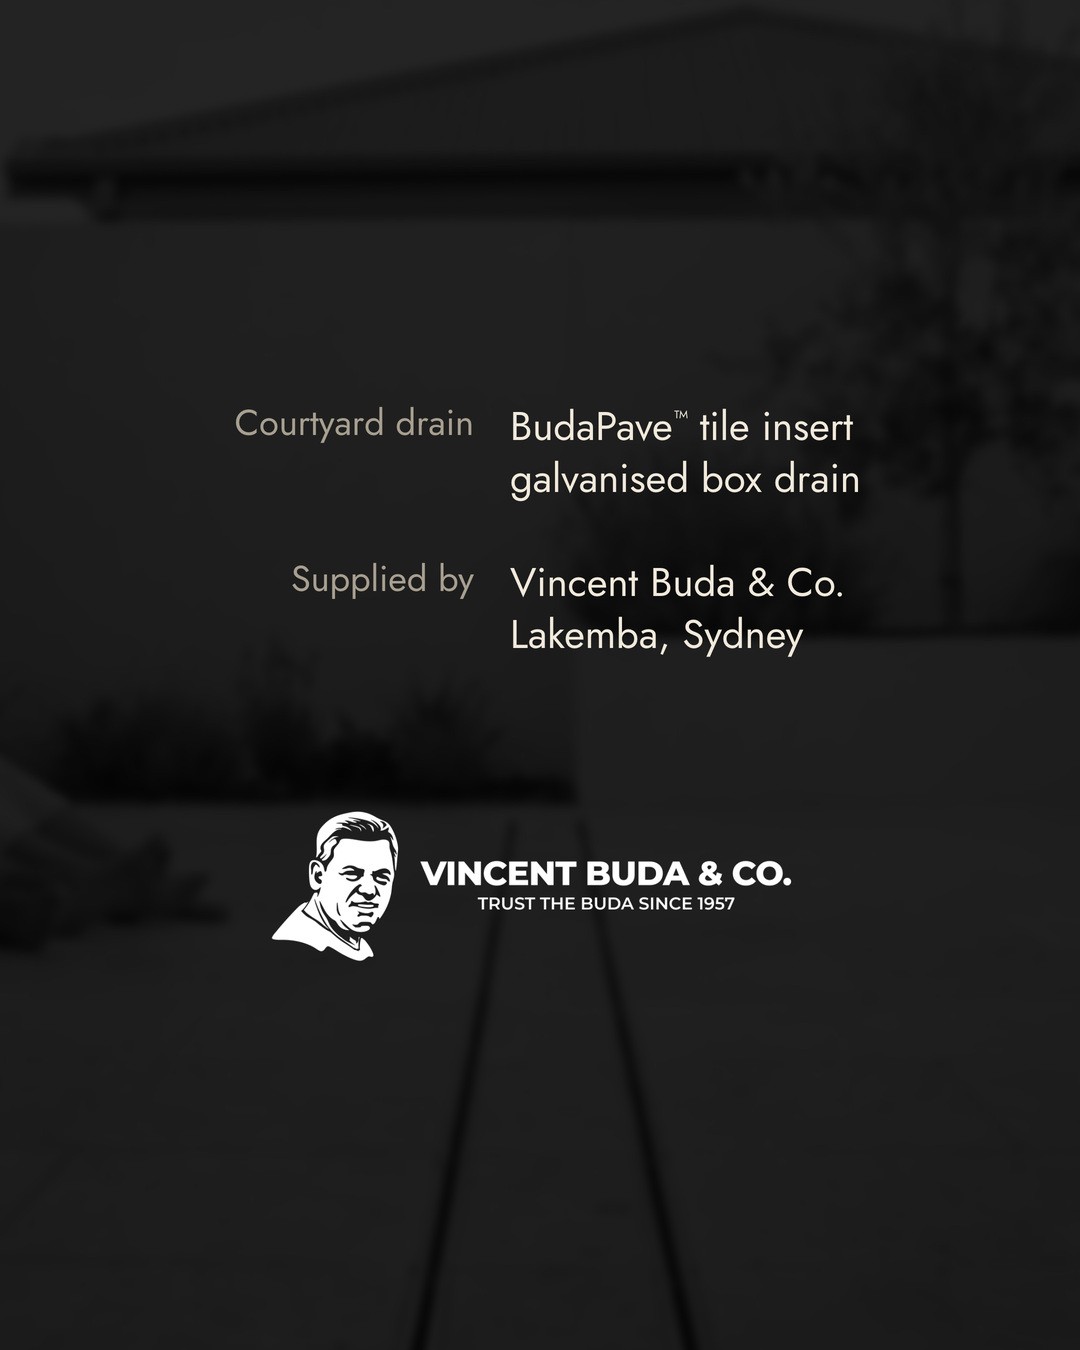 Courtyard drain
BudaPave™ tile insert
galvanised box drain
Supplied by
Vincent Buda & Co.
Lakemba, Sydney
VINCENT BUDA & CO.
TRUST THE BUDA SINCE 1957